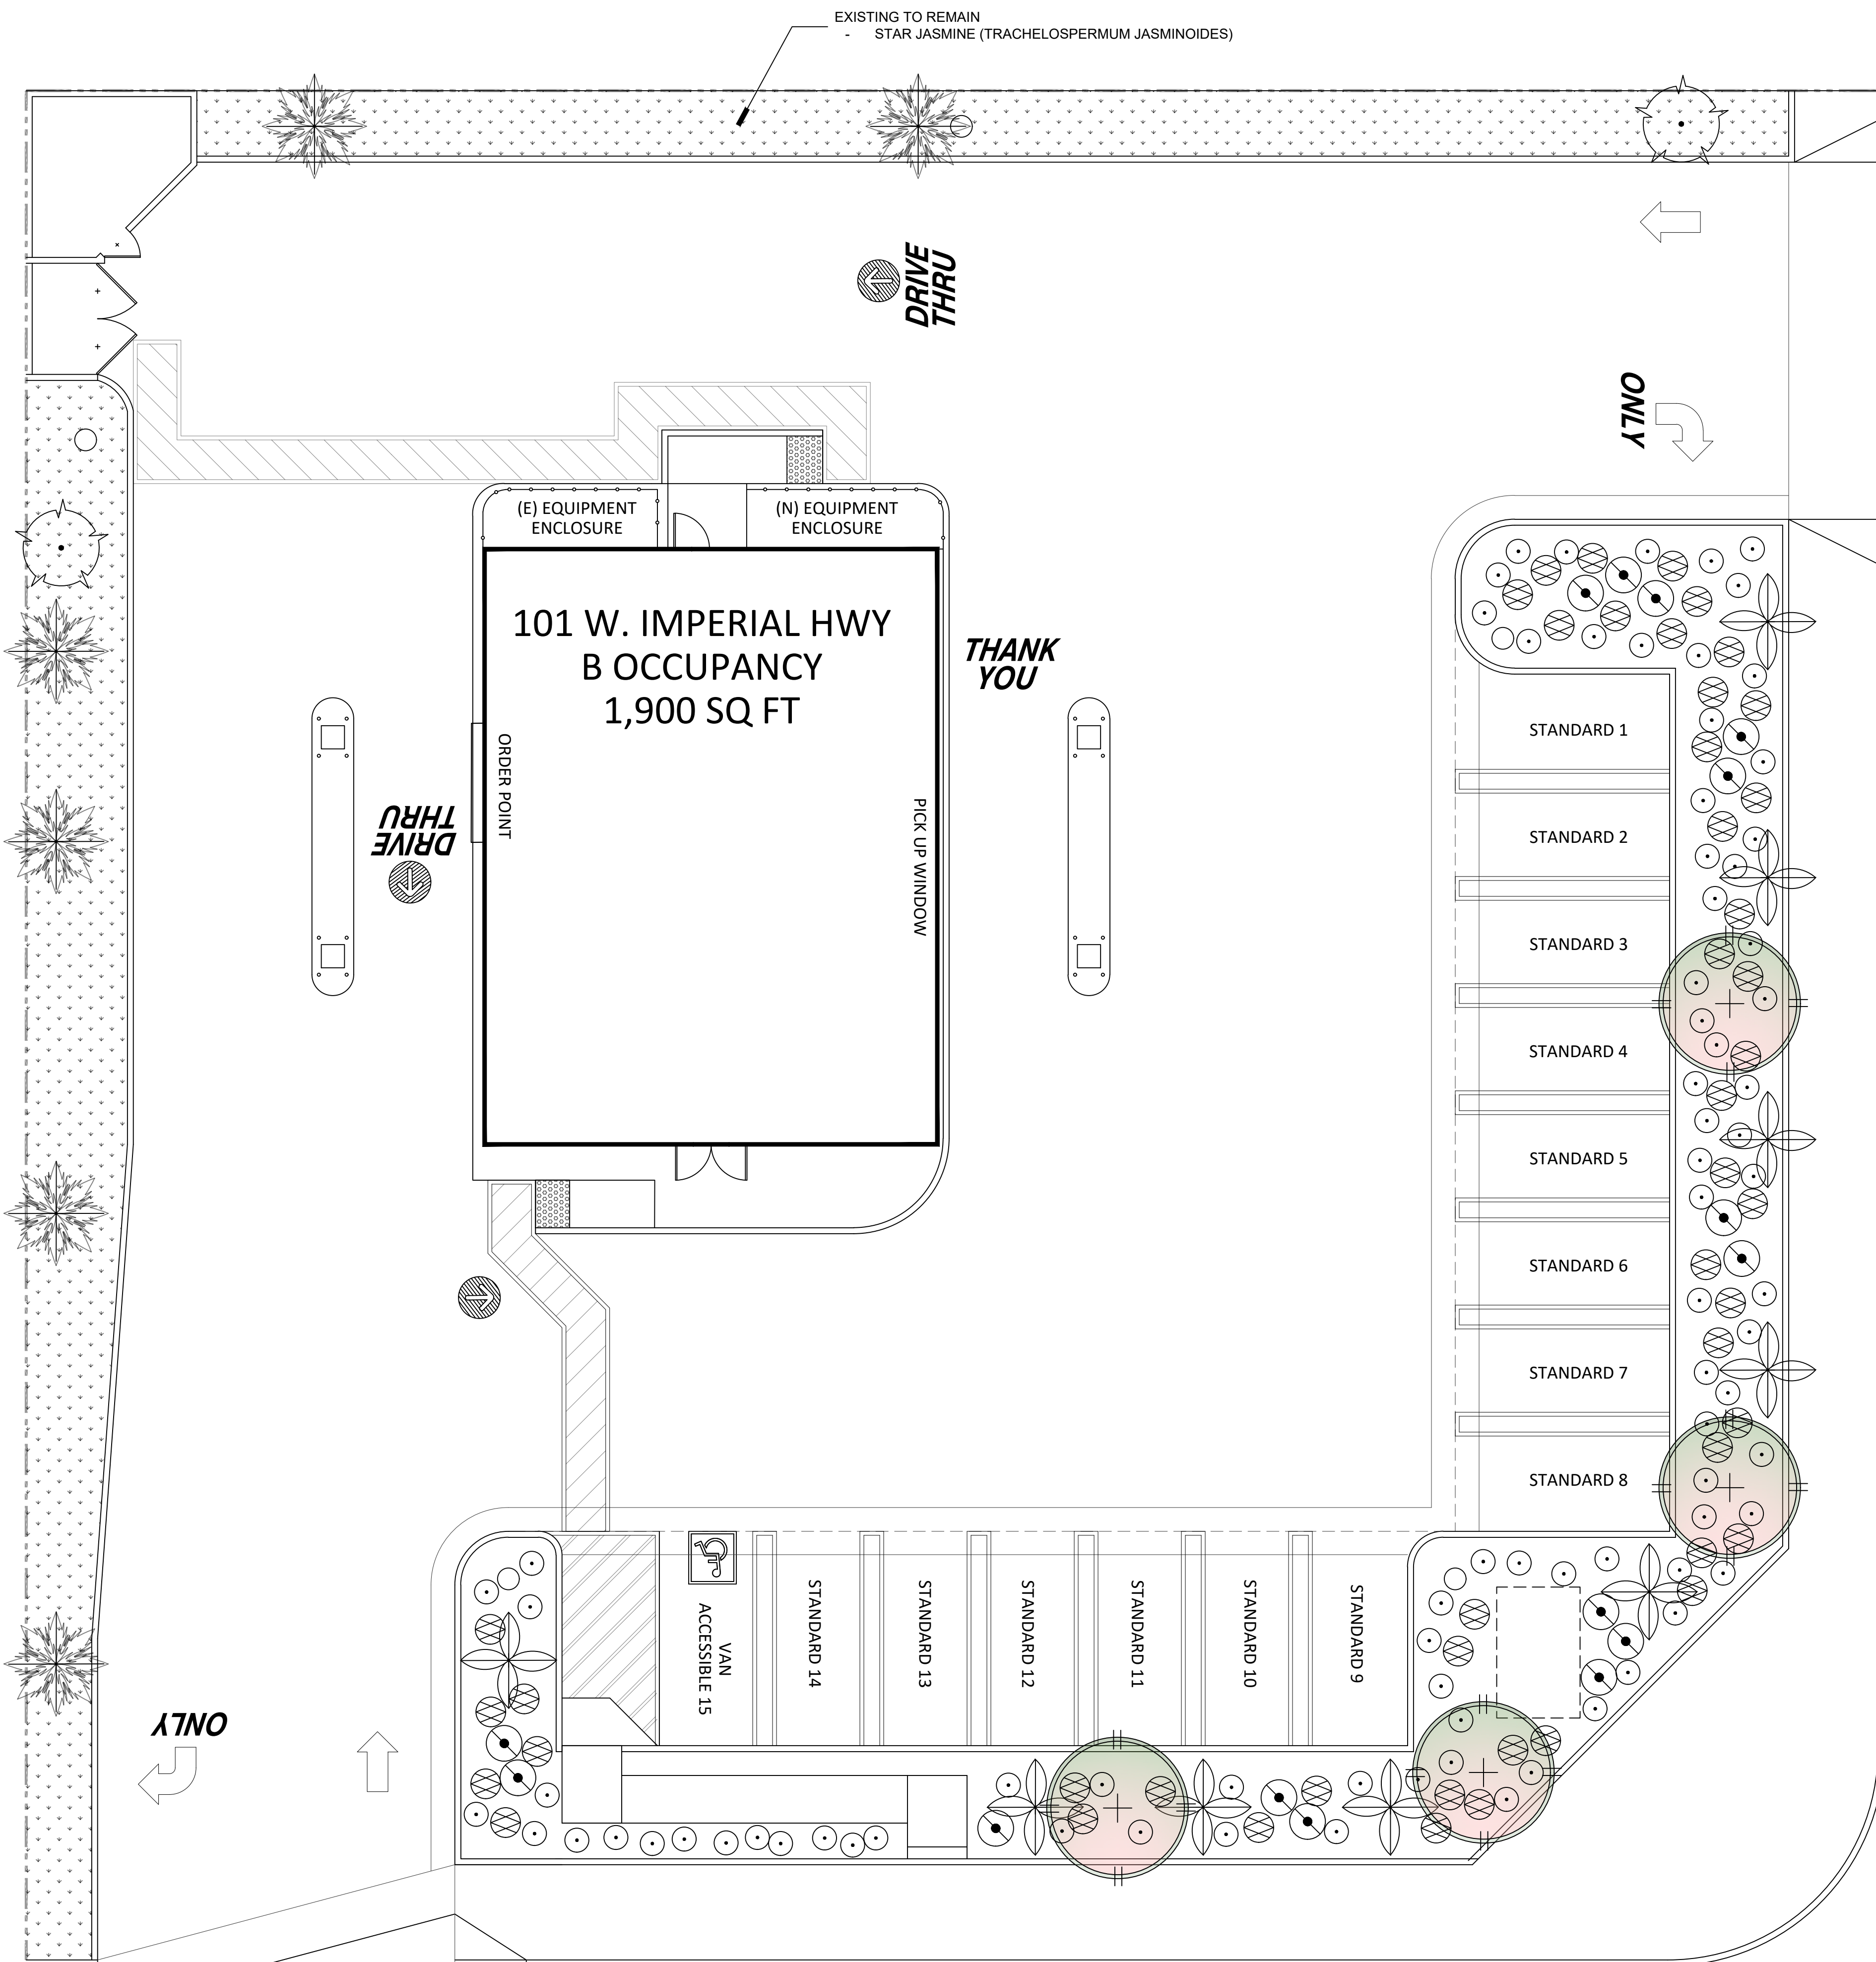 EXISTING TO REMAIN
- STAR JASMINE (TRACHELOSPERMUM JASMINOIDES)
DRIVE
THRU
ONLY
(E) EQUIPMENT
ENCLOSURE
(N) EQUIPMENT
ENCLOSURE
101 W. IMPERIAL HWY
B OCCUPANCY
1,900 SQ FT
THANK
YOU
ORDER POINT
PICK UP WINDOW
DRIVE
THRU
STANDARD 1
STANDARD 2
STANDARD 3
STANDARD 4
STANDARD 5
STANDARD 6
STANDARD 7
STANDARD 8
VAN
ACCESSIBLE 15
STANDARD 14
STANDARD 13
STANDARD 12
STANDARD 11
STANDARD 10
STANDARD 9
ONLY